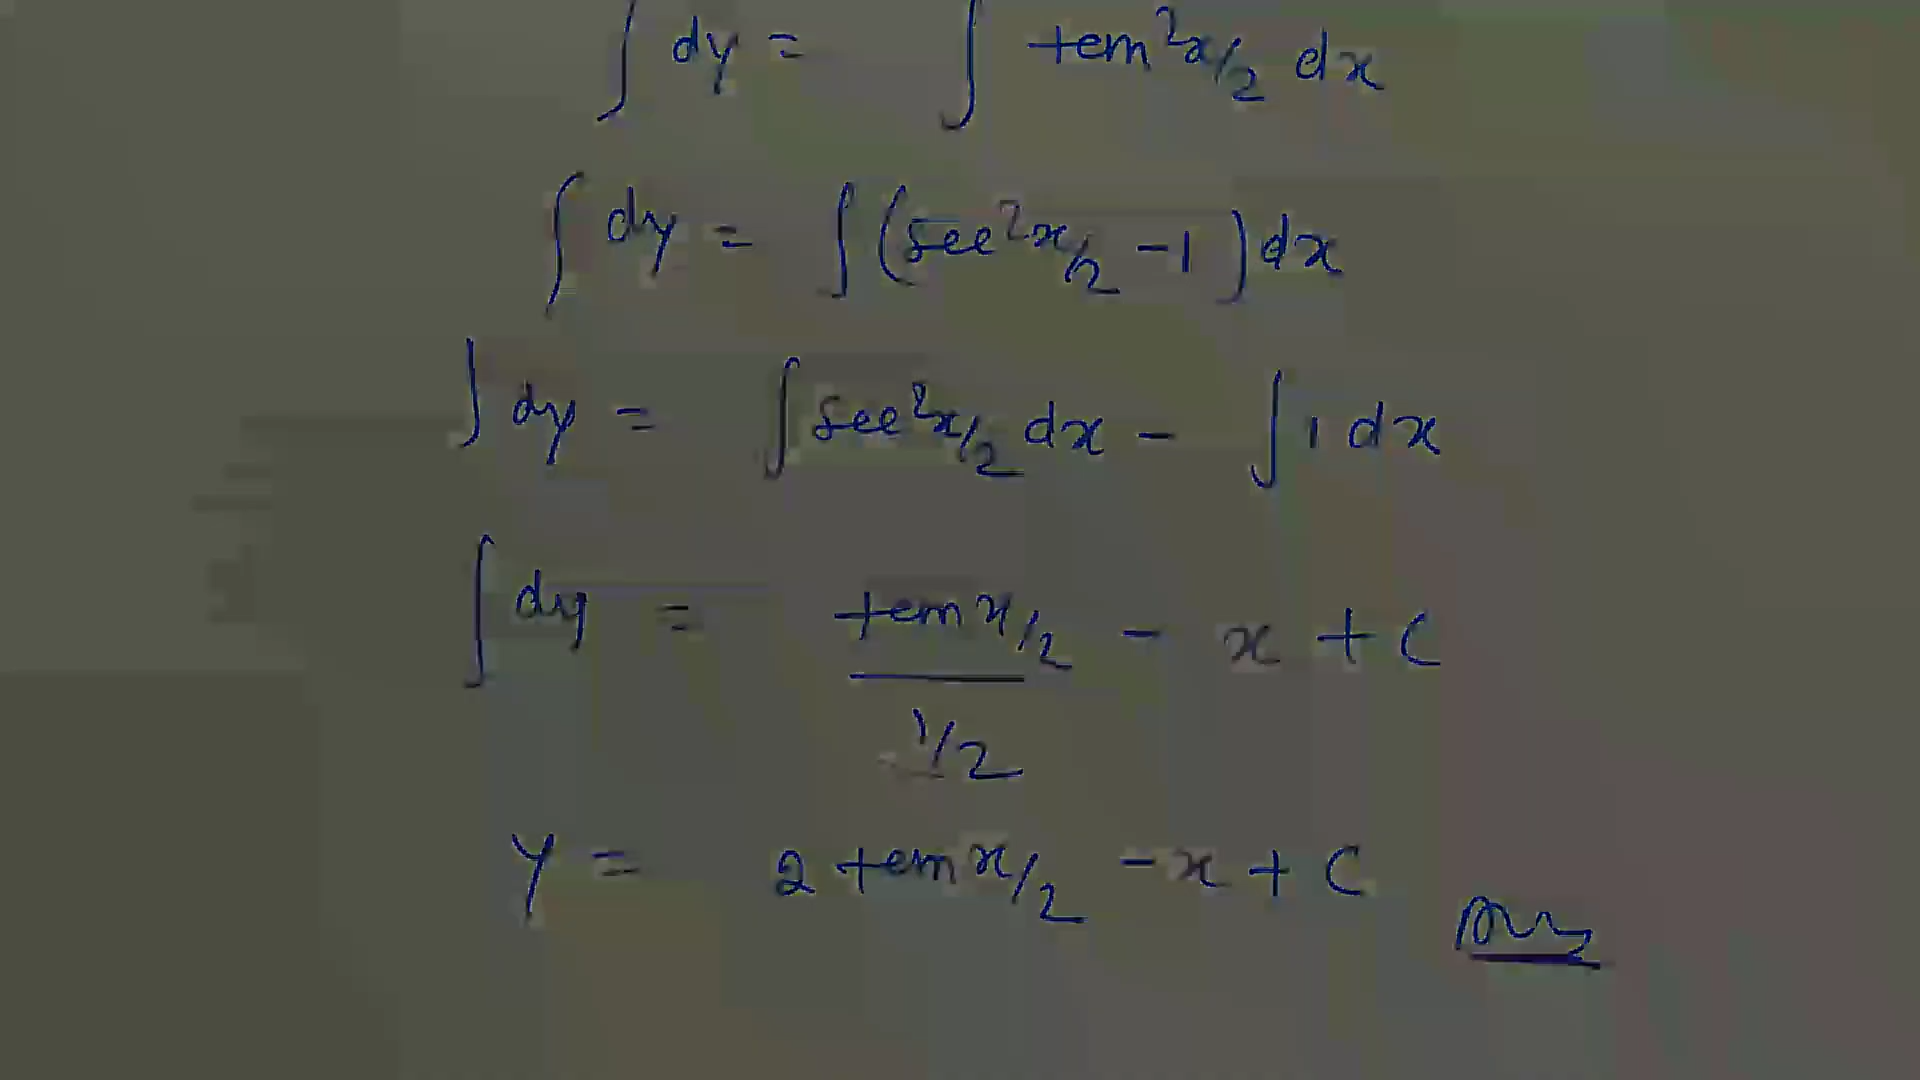 ∫ dy = ∫ tan²x/2 dx
∫ dy = ∫ (sec²x/2 - 1) dx
∫ dy = ∫ sec²x/2 dx - ∫ 1 dx
∫ dy = tan x/2 / 1/2 - x + C
y = 2 tan x/2 - x + C
Ans